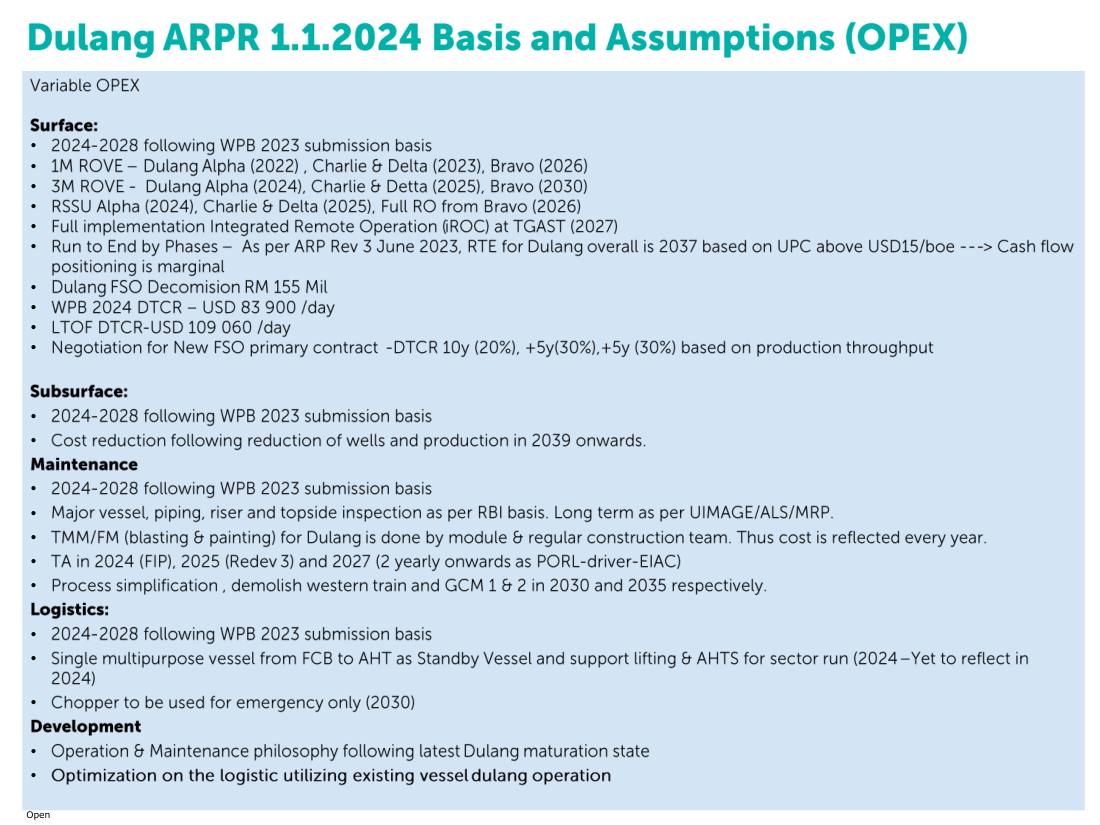 Dulang ARPR 1.1.2024 Basis and Assumptions (OPEX)
Variable OPEX
Surface:
• 2024-2028 following WPB 2023 submission basis
• 1M ROVE – Dulang Alpha (2022) , Charlie & Delta (2023), Bravo (2026)
• 3M ROVE - Dulang Alpha (2024), Charlie & Detta (2025), Bravo (2030)
• RSSU Alpha (2024), Charlie & Delta (2025), Full RO from Bravo (2026)
• Full implementation Integrated Remote Operation (iROC) at TGAST (2027)
• Run to End by Phases – As per ARP Rev 3 June 2023, RTE for Dulang overall is 2037 based on UPC above USD15/boe ---> Cash flow
positioning is marginal
• Dulang FSO Decomision RM 155 Mil
• WPB 2024 DTCR – USD 83 900 /day
• LTOF DTCR-USD 109 060 /day
• Negotiation for New FSO primary contract -DTCR 10y (20%), +5y(30%),+5y (30%) based on production throughput
Subsurface:
• 2024-2028 following WPB 2023 submission basis
• Cost reduction following reduction of wells and production in 2039 onwards.
Maintenance
• 2024-2028 following WPB 2023 submission basis
• Major vessel, piping, riser and topside inspection as per RBI basis. Long term as per UIMAGE/ALS/MRP.
• TMM/FM (blasting & painting) for Dulang is done by module & regular construction team. Thus cost is reflected every year.
• TA in 2024 (FIP), 2025 (Redev 3) and 2027 (2 yearly onwards as PORL-driver-EIAC)
• Process simplification , demolish western train and GCM 1 & 2 in 2030 and 2035 respectively.
Logistics:
• 2024-2028 following WPB 2023 submission basis
• Single multipurpose vessel from FCB to AHT as Standby Vessel and support lifting & AHTS for sector run (2024 –Yet to reflect in
2024)
• Chopper to be used for emergency only (2030)
Development
• Operation & Maintenance philosophy following latest Dulang maturation state
• Optimization on the logistic utilizing existing vessel dulang operation
Open